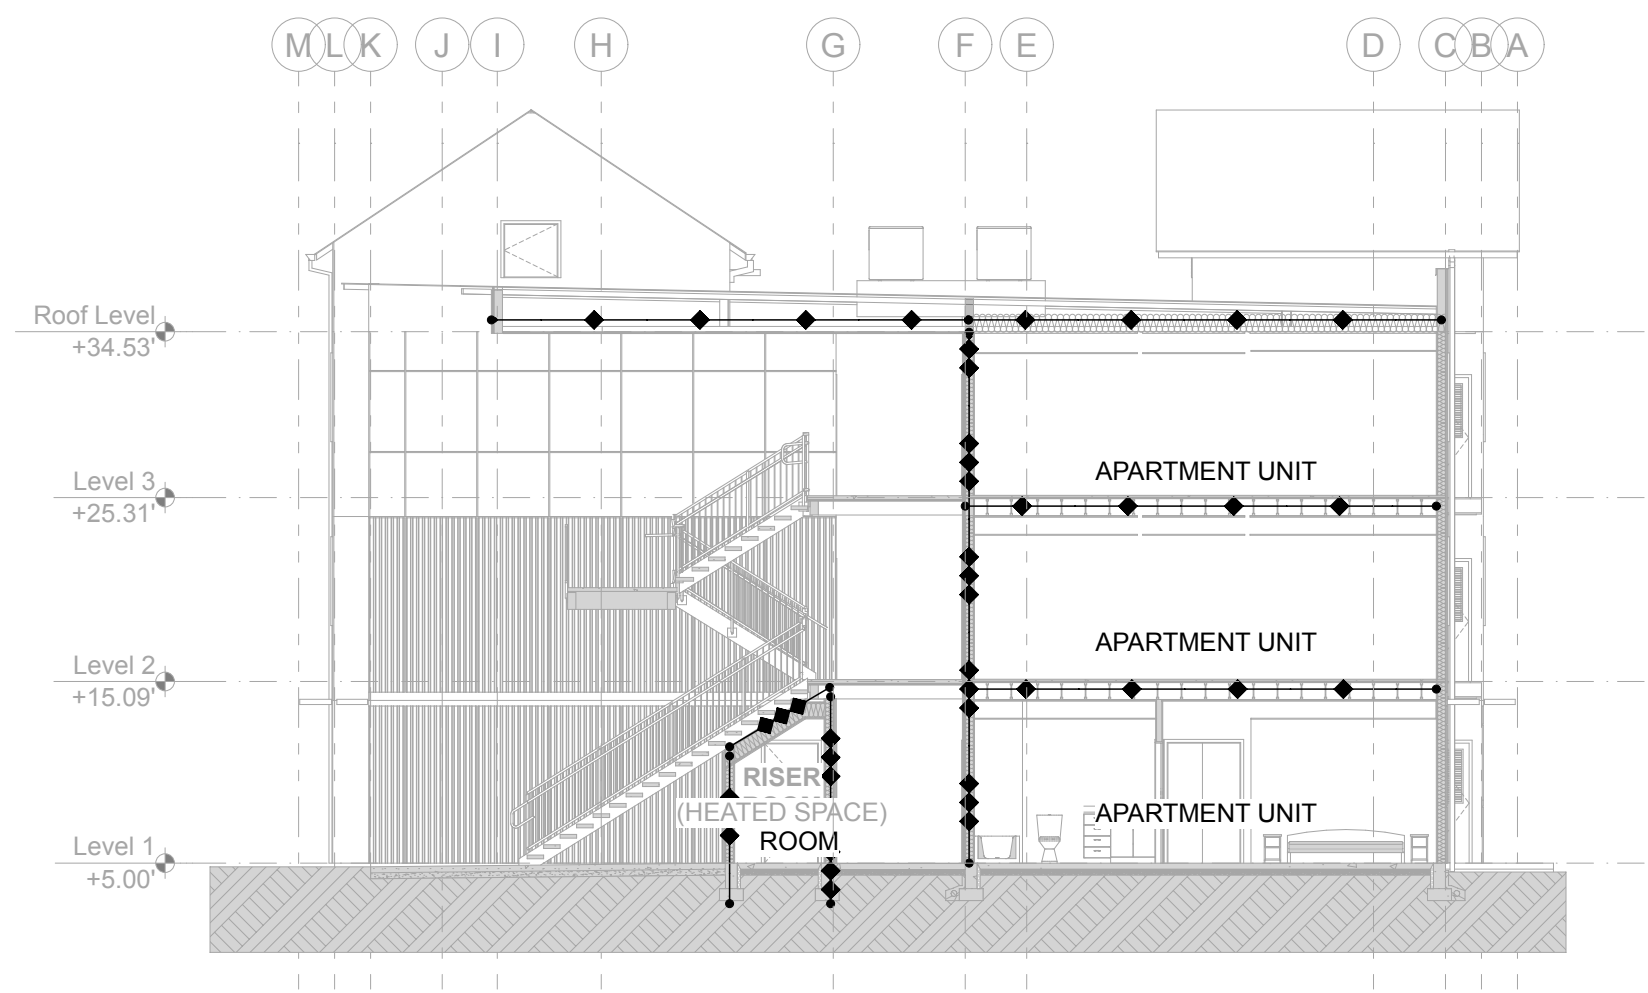 M L K J I H G F E D C B A
Roof Level
+34.53'
Level 3
+25.31'
APARTMENT UNIT
Level 2
+15.09'
APARTMENT UNIT
RISER
(HEATED SPACE)
APARTMENT UNIT
ROOM
Level 1
+5.00'